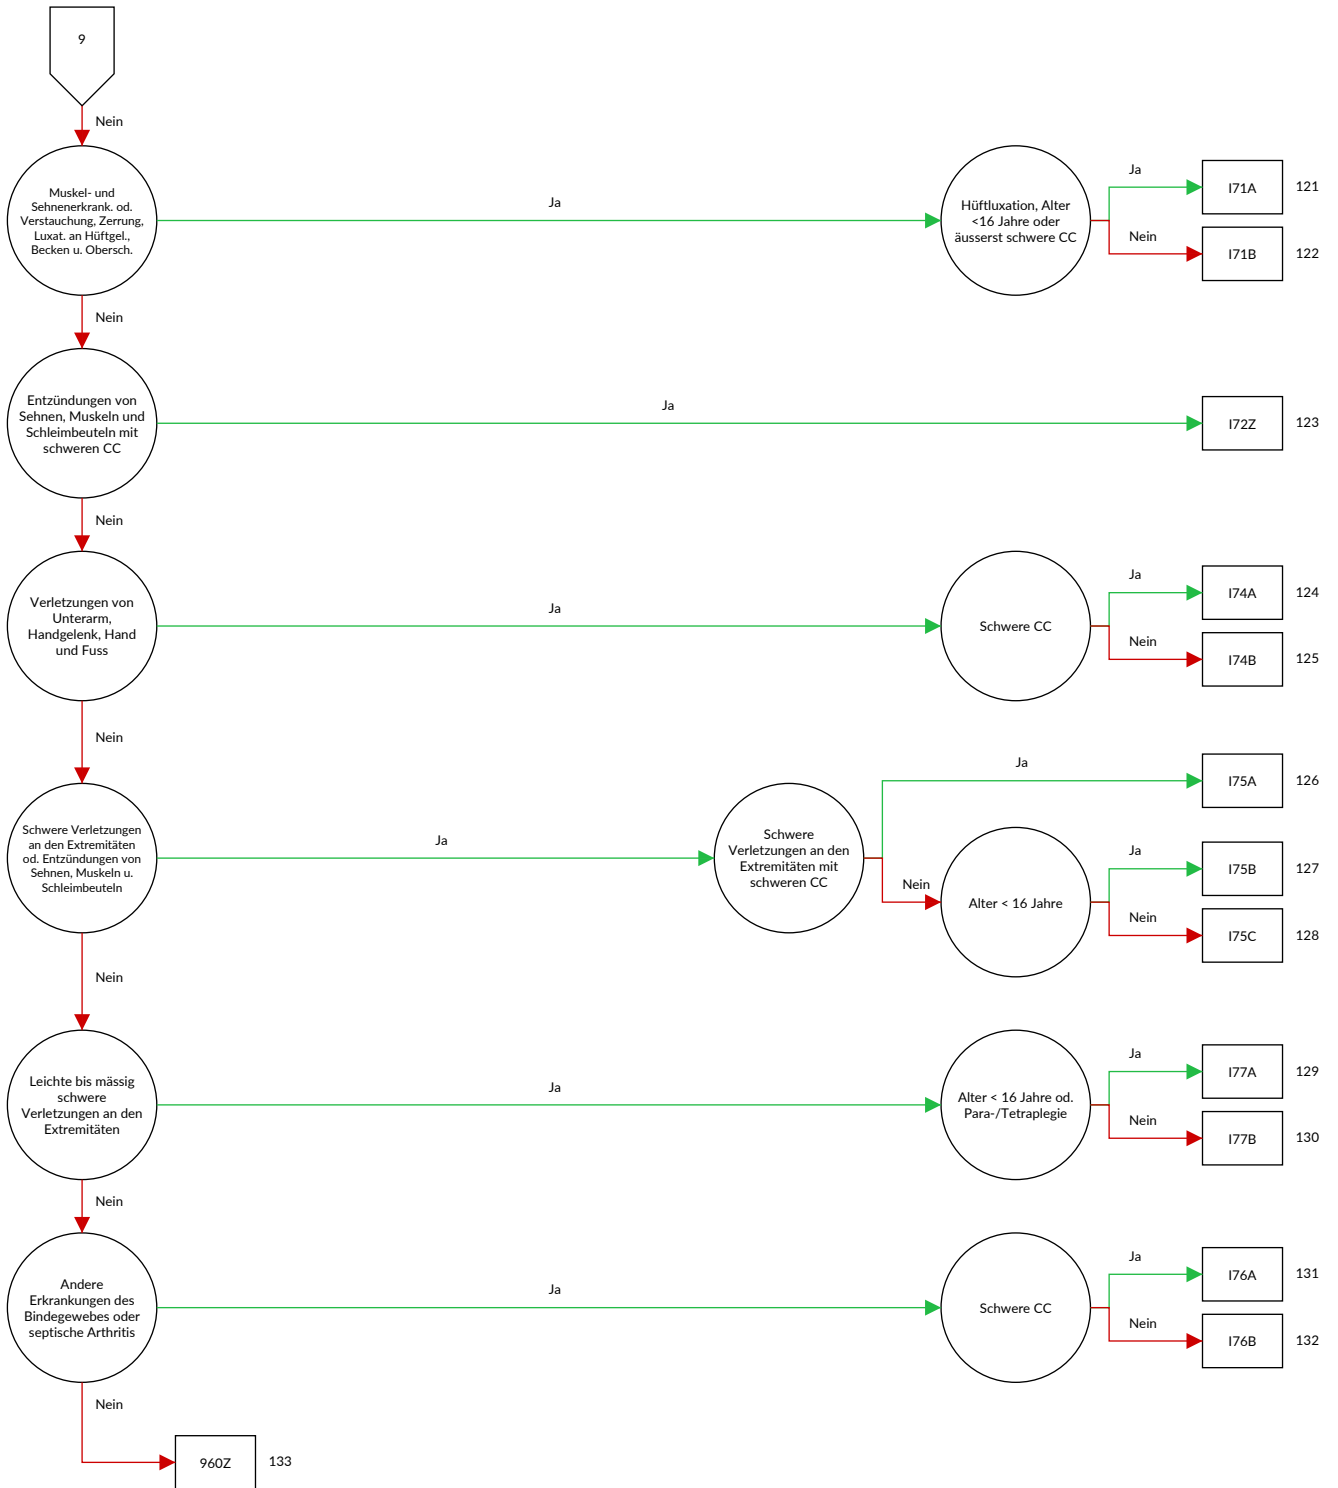 9
Nein
Muskel- und
Sehnenerkrank. od.
Verstauchung, Zerrung,
Luxat. an Hüftgel.,
Becken u. Obersch.
Ja
Hüftluxation, Alter
<16 Jahre oder
äusserst schwere CC
Ja
I71A
121
Nein
I71B
122
Nein
Entzündungen von
Sehnen, Muskeln und
Schleimbeuteln mit
schweren CC
Ja
I72Z
123
Nein
Verletzungen von
Unterarm,
Handgelenk, Hand
und Fuss
Ja
Schwere CC
Ja
I74A
124
Nein
I74B
125
Nein
Schwere Verletzungen
an den Extremitäten
od. Entzündungen von
Sehnen, Muskeln u.
Schleimbeuteln
Ja
Schwere
Verletzungen an den
Extremitäten mit
schweren CC
Ja
I75A
126
Nein
Alter < 16 Jahre
Ja
I75B
127
Nein
I75C
128
Nein
Leichte bis mässig
schwere
Verletzungen an den
Extremitäten
Ja
Alter < 16 Jahre od.
Para-/Tetraplegie
Ja
I77A
129
Nein
I77B
130
Nein
Andere
Erkrankungen des
Bindegewebes oder
septische Arthritis
Ja
Schwere CC
Ja
I76A
131
Nein
I76B
132
Nein
960Z
133